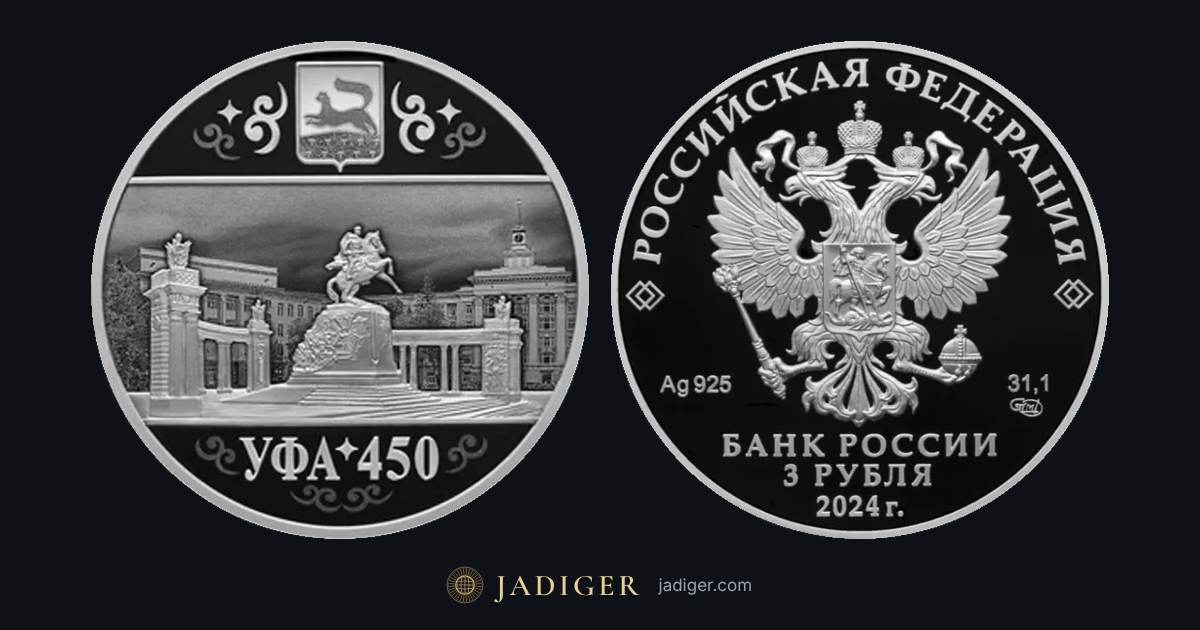 УФА✦450
РОССИЙСКАЯ ФЕДЕРАЦИЯ
Ag 925
31,1
БАНК РОССИИ
3 РУБЛЯ
2024 г.
JADIGER
jadiger.com